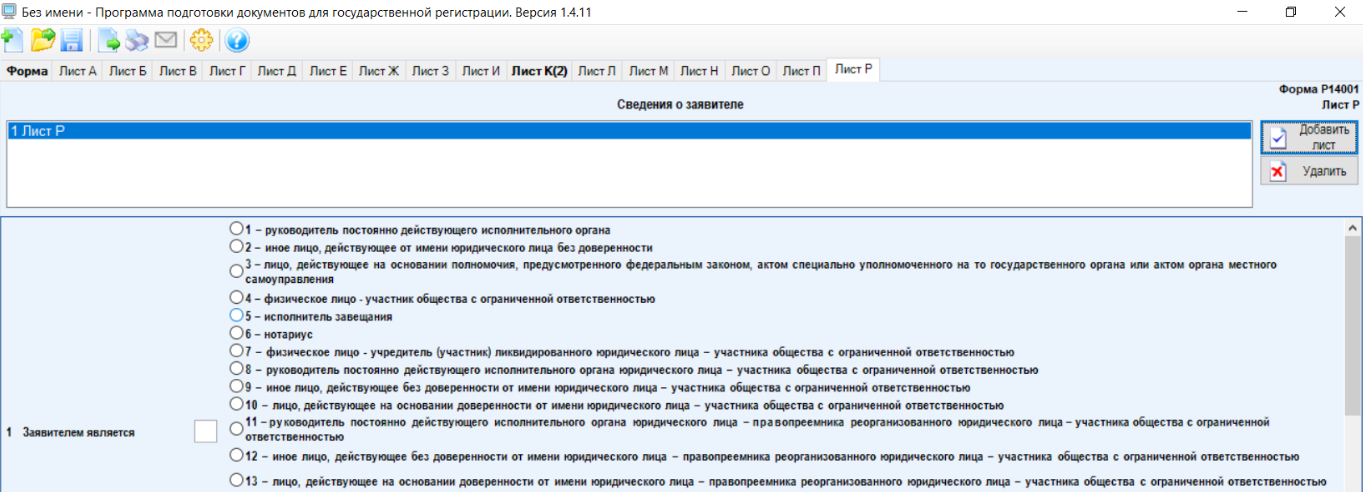 Без имени - Программа подготовки документов для государственной регистрации. Версия 1.4.11
Форма Лист А Лист Б Лист В Лист Г Лист Д Лист Е Лист Ж Лист З Лист И Лист К(2) Лист Л Лист М Лист Н Лист О Лист П Лист Р
Форма Р14001
Сведения о заявителе
Лист Р
1 Лист Р
Добавить
лист
Удалить
1 – руководитель постоянно действующего исполнительного органа
2 – иное лицо, действующее от имени юридического лица без доверенности
3 – лицо, действующее на основании полномочия, предусмотренного федеральным законом, актом специально уполномоченного на то государственного органа или актом органа местного
самоуправления
4 – физическое лицо - участник общества с ограниченной ответственностью
5 – исполнитель завещания
6 – нотариус
7 – физическое лицо - учредитель (участник) ликвидированного юридического лица – участника общества с ограниченной ответственностью
8 – руководитель постоянно действующего исполнительного органа юридического лица – участника общества с ограниченной ответственностью
9 – иное лицо, действующее без доверенности от имени юридического лица – участника общества с ограниченной ответственностью
10 – лицо, действующее на основании доверенности от имени юридического лица – участника общества с ограниченной ответственностью
1 Заявителем является
11 – руководитель постоянно действующего исполнительного органа юридического лица – правопреемника реорганизованного юридического лица – участника общества с ограниченной
ответственностью
12 – иное лицо, действующее без доверенности от имени юридического лица – правопреемника реорганизованного юридического лица – участника общества с ограниченной ответственностью
13 – лицо, действующее на основании доверенности от имени юридического лица – правопреемника реорганизованного юридического лица – участника общества с ограниченной ответственностью